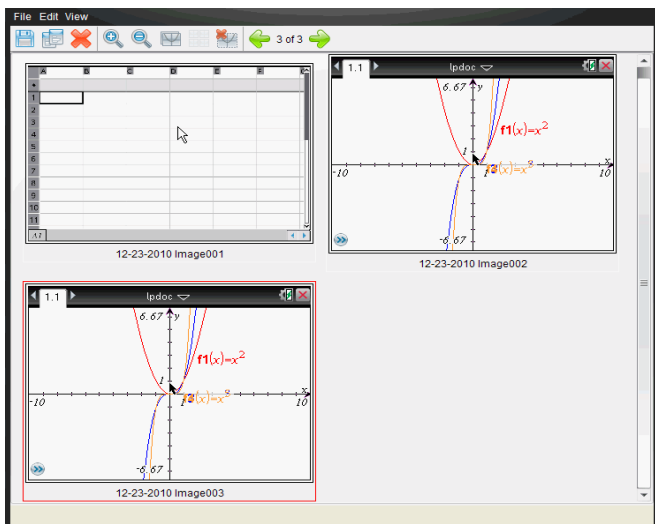 File Edit View
3 of 3
A B C D E F
1
2
3
4
5
6
7
8
9
10
11
A1
12-23-2010 Image001
1.1 lpdoc
6.67 y
f1(x)=x²
1
x
-10 10
-6.67
12-23-2010 Image002
1.1 lpdoc
6.67 y
f1(x)=x²
1
x
-10 10
-6.67
12-23-2010 Image003